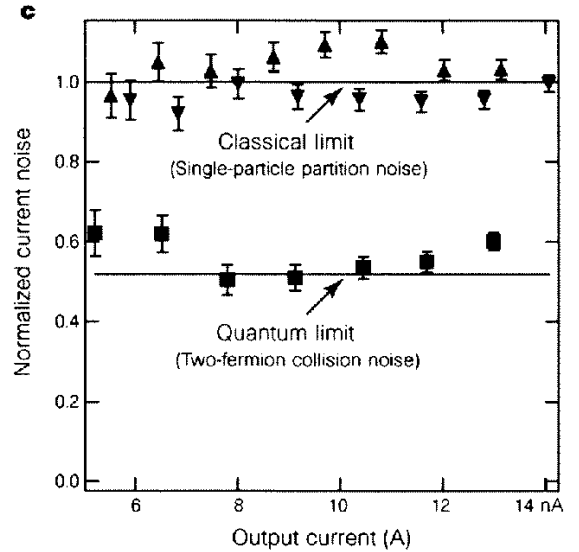 c
1.0
0.8
0.6
0.4
0.2
0.0
Normalized current noise
Classical limit
(Single-particle partition noise)
Quantum limit
(Two-fermion collision noise)
6 8 10 12 14 nA
Output current (A)